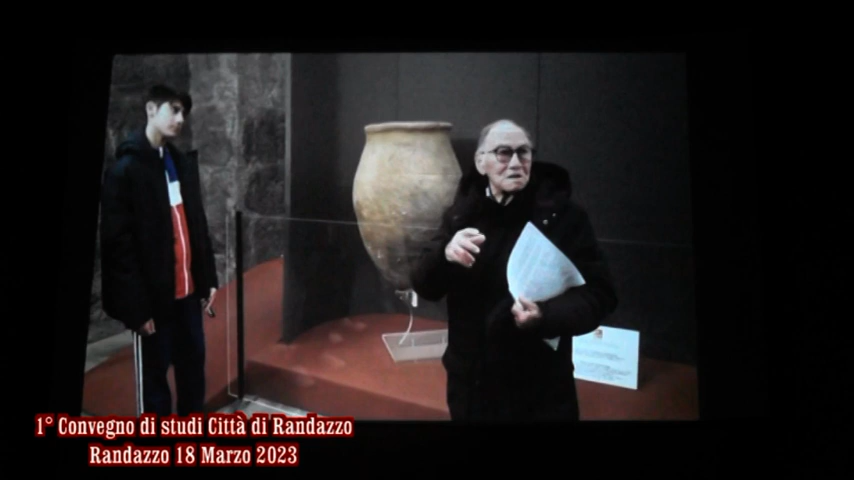 1° Convegno di studi Città di Randazzo
Randazzo 18 Marzo 2023